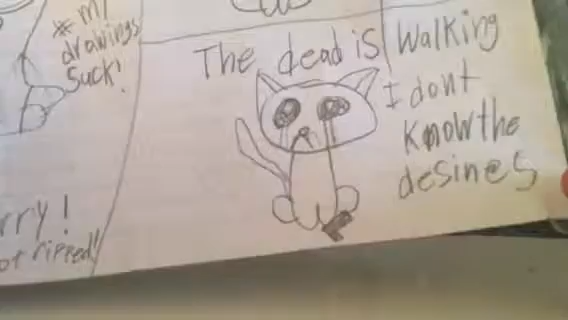 * my
drawings
suck!
The dead is walking
I dont
know the
desines
rry!
ot ripped!